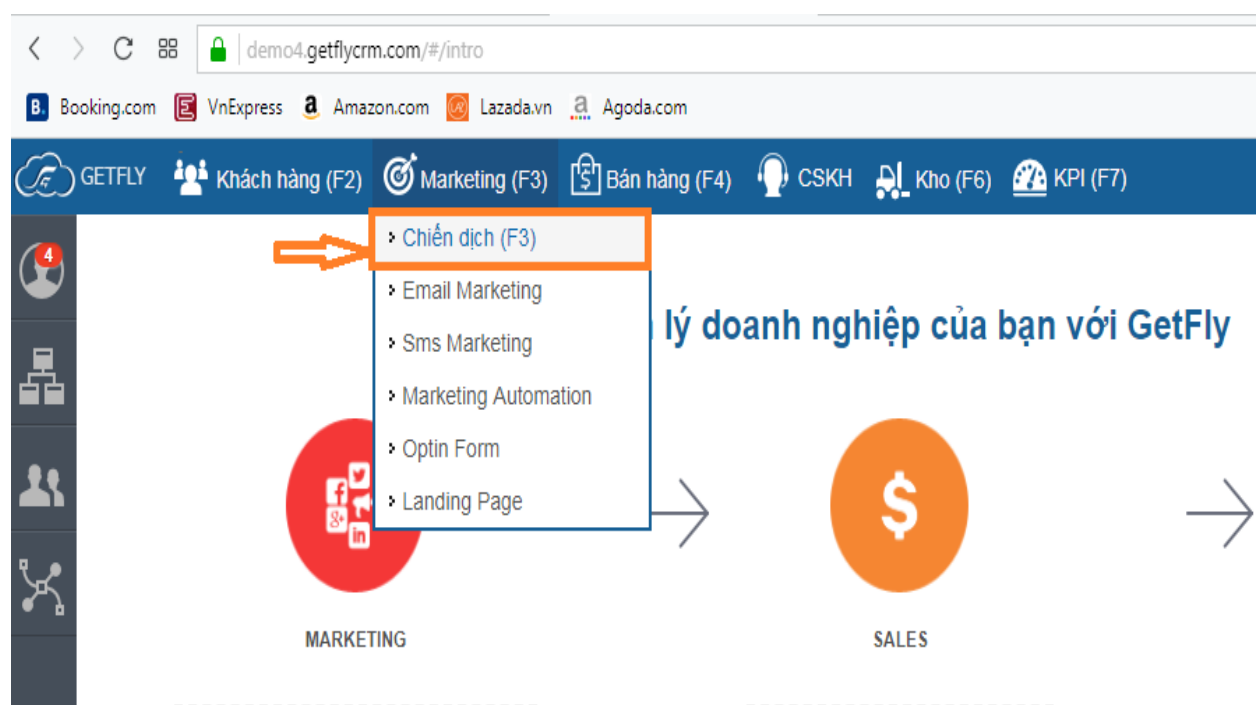 demo4.getflycrm.com/#/intro
B. Booking.com VnExpress a Amazon.com Lazada.vn a Agoda.com
GETFLY Khách hàng (F2) Marketing (F3) Bán hàng (F4) CSKH Kho (F6) KPI (F7)
4
Chiến dịch (F3)
Email Marketing
lý doanh nghiệp của bạn với GetFly
Sms Marketing
Marketing Automation
Optin Form
Landing Page
MARKETING
SALES